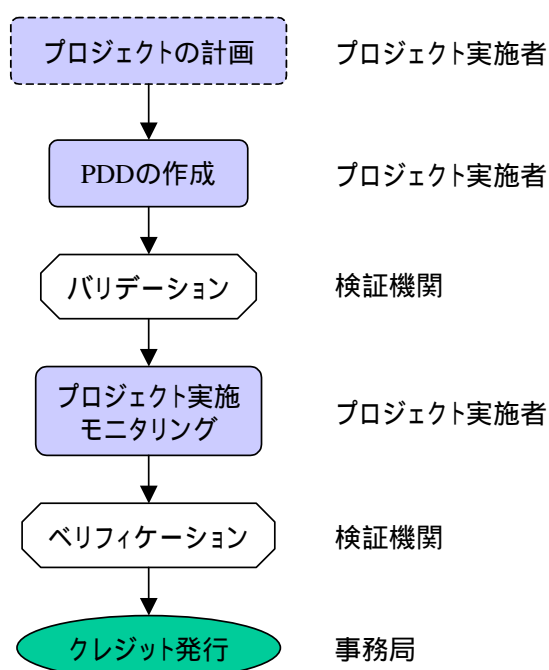 プロジェクトの計画 プロジェクト実施者
PDDの作成 プロジェクト実施者
バリデーション 検証機関
プロジェクト実施
モニタリング
プロジェクト実施者
ベリフィケーション 検証機関
クレジット発行 事務局